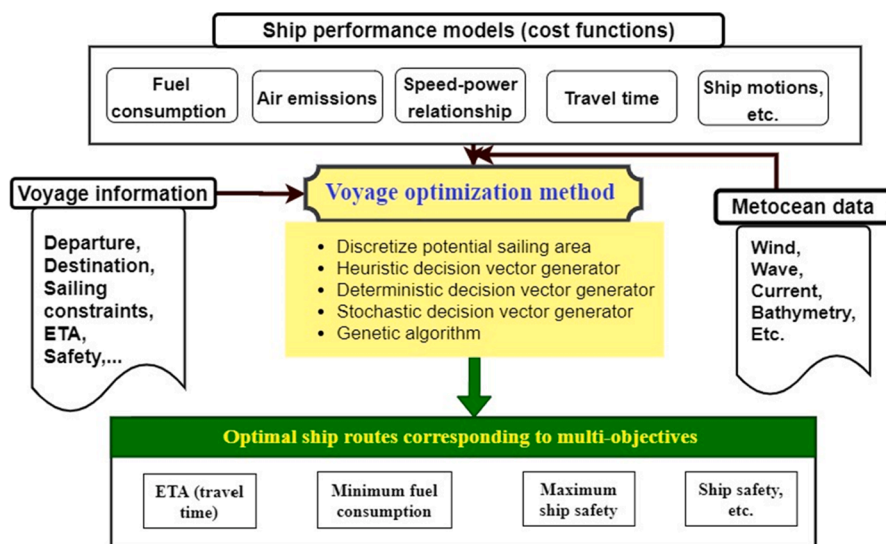 Ship performance models (cost functions)
Fuel
consumption
Air emissions
Speed-power
relationship
Travel time
Ship motions,
etc.
Voyage information
Departure,
Destination,
Sailing
constraints,
ETA,
Safety,...
Voyage optimization method
• Discretize potential sailing area
• Heuristic decision vector generator
• Deterministic decision vector generator
• Stochastic decision vector generator
• Genetic algorithm
Metocean data
Wind,
Wave,
Current,
Bathymetry,
Etc.
Optimal ship routes corresponding to multi-objectives
ETA (travel
time)
Minimum fuel
consumption
Maximum
ship safety
Ship safety,
etc.